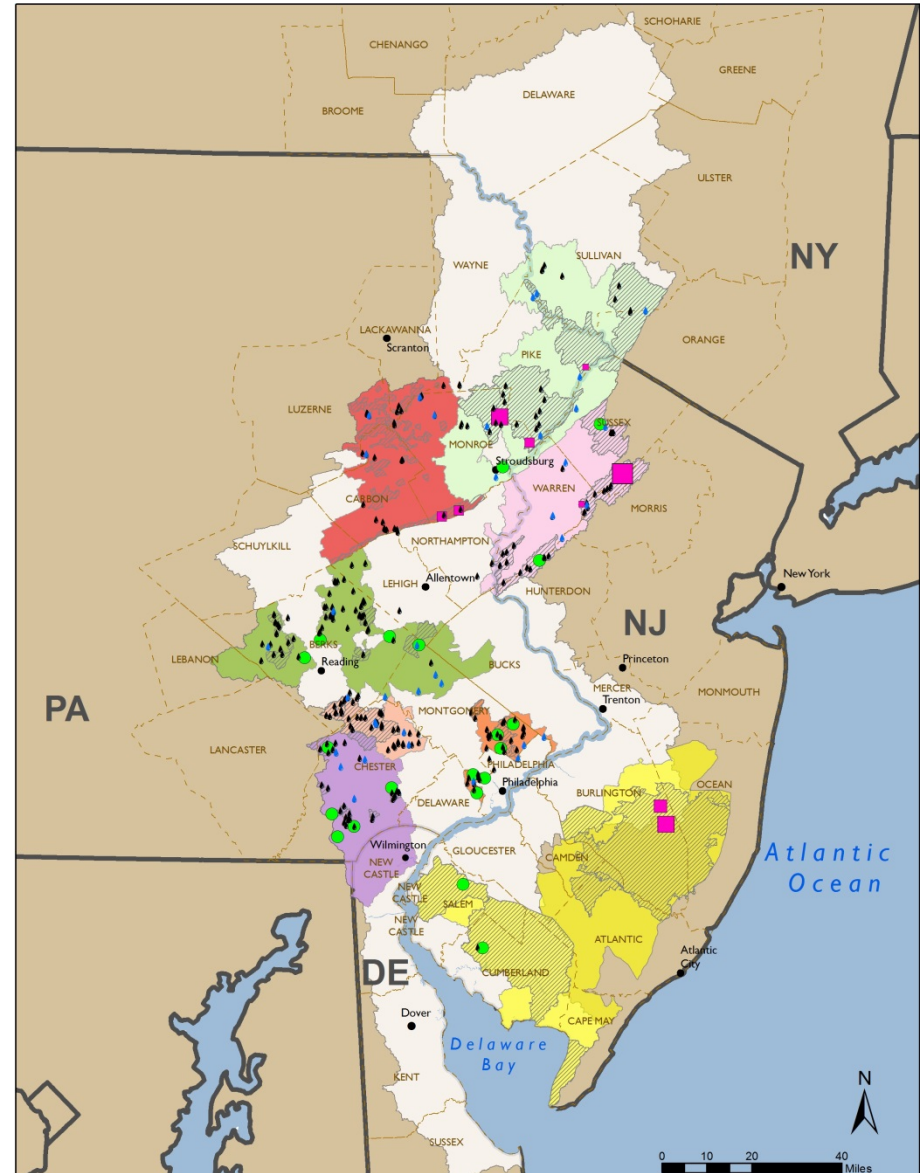 SCHOHARIE
CHENANGO
GREENE
DELAWARE
BROOME
ULSTER
SULLIVAN
WAYNE
NY
LACKAWANNA
Scranton
PIKE
ORANGE
LUZERNE
SUSSEX
MONROE
Stroudsburg
WARREN
CARBON
MORRIS
NORTHAMPTON
SCHUYLKILL
LEHIGH
Allentown
New York
HUNTERDON
NJ
BERKS
LEBANON
BUCKS
Reading
Princeton
MERCER
MONMOUTH
Trenton
PA
MONTGOMERY
LANCASTER
PHILADELPHIA
CHESTER
OCEAN
Philadelphia
BURLINGTON
DELAWARE
Wilmington
GLOUCESTER
CAMDEN
Atlantic
Ocean
NEW
CASTLE
NEW
CASTLE
SALEM
NEW
CASTLE
ATLANTIC
Atlantic
City
DE
CUMBERLAND
Dover
CAPE MAY
Delaware
Bay
KENT
N
SUSSEX
0 10 20 40
Miles